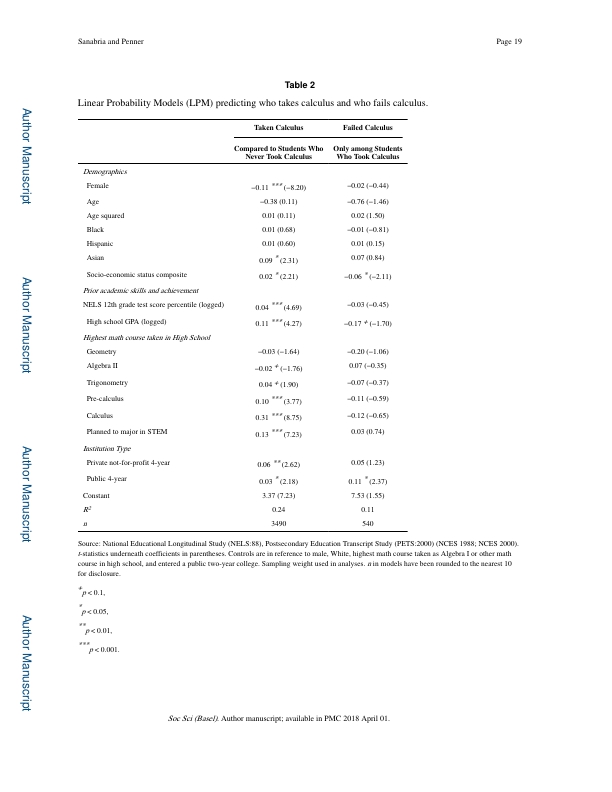 Sanabria and Penner Page 19
Table 2
Linear Probability Models (LPM) predicting who takes calculus and who fails calculus.
Taken Calculus Failed Calculus
Compared to Students Who Never Took Calculus Only among Students Who Took Calculus
Demographics
Female −0.11 ***(−8.20) −0.02 (−0.44)
Age −0.38 (0.11) −0.76 (−1.46)
Age squared 0.01 (0.11) 0.02 (1.50)
Black 0.01 (0.68) −0.01 (−0.81)
Hispanic 0.01 (0.60) 0.01 (0.15)
Asian 0.09 *(2.31) 0.07 (0.84)
Socio-economic status composite 0.02 *(2.21) −0.06 *(−2.11)
Prior academic skills and achievement
NELS 12th grade test score percentile (logged) 0.04 ***(4.69) −0.03 (−0.45)
High school GPA (logged) 0.11 ***(4.27) −0.17 +(−1.70)
Highest math course taken in High School
Geometry −0.03 (−1.64) −0.20 (−1.06)
Algebra II −0.02 +(−1.76) 0.07 (−0.35)
Trigonometry 0.04 +(1.90) −0.07 (−0.37)
Pre-calculus 0.10 ***(3.77) −0.11 (−0.59)
Calculus 0.31 ***(8.75) −0.12 (−0.65)
Planned to major in STEM 0.13 ***(7.23) 0.03 (0.74)
Institution Type
Private not-for-profit 4-year 0.06 **(2.62) 0.05 (1.23)
Public 4-year 0.03 *(2.18) 0.11 *(2.37)
Constant 3.37 (7.23) 7.53 (1.55)
R2 0.24 0.11
n 3490 540
Source: National Educational Longitudinal Study (NELS:88), Postsecondary Education Transcript Study (PETS:2000) (NCES 1988; NCES 2000).
t-statistics underneath coefficients in parentheses. Controls are in reference to male, White, highest math course taken as Algebra I or other math
course in high school, and entered a public two-year college. Sampling weight used in analyses. n in models have been rounded to the nearest 10
for disclosure.
+p < 0.1,
*p < 0.05,
**p < 0.01,
***p < 0.001.
Soc Sci (Basel). Author manuscript; available in PMC 2018 April 01.
Author Manuscript
Author Manuscript
Author Manuscript
Author Manuscript